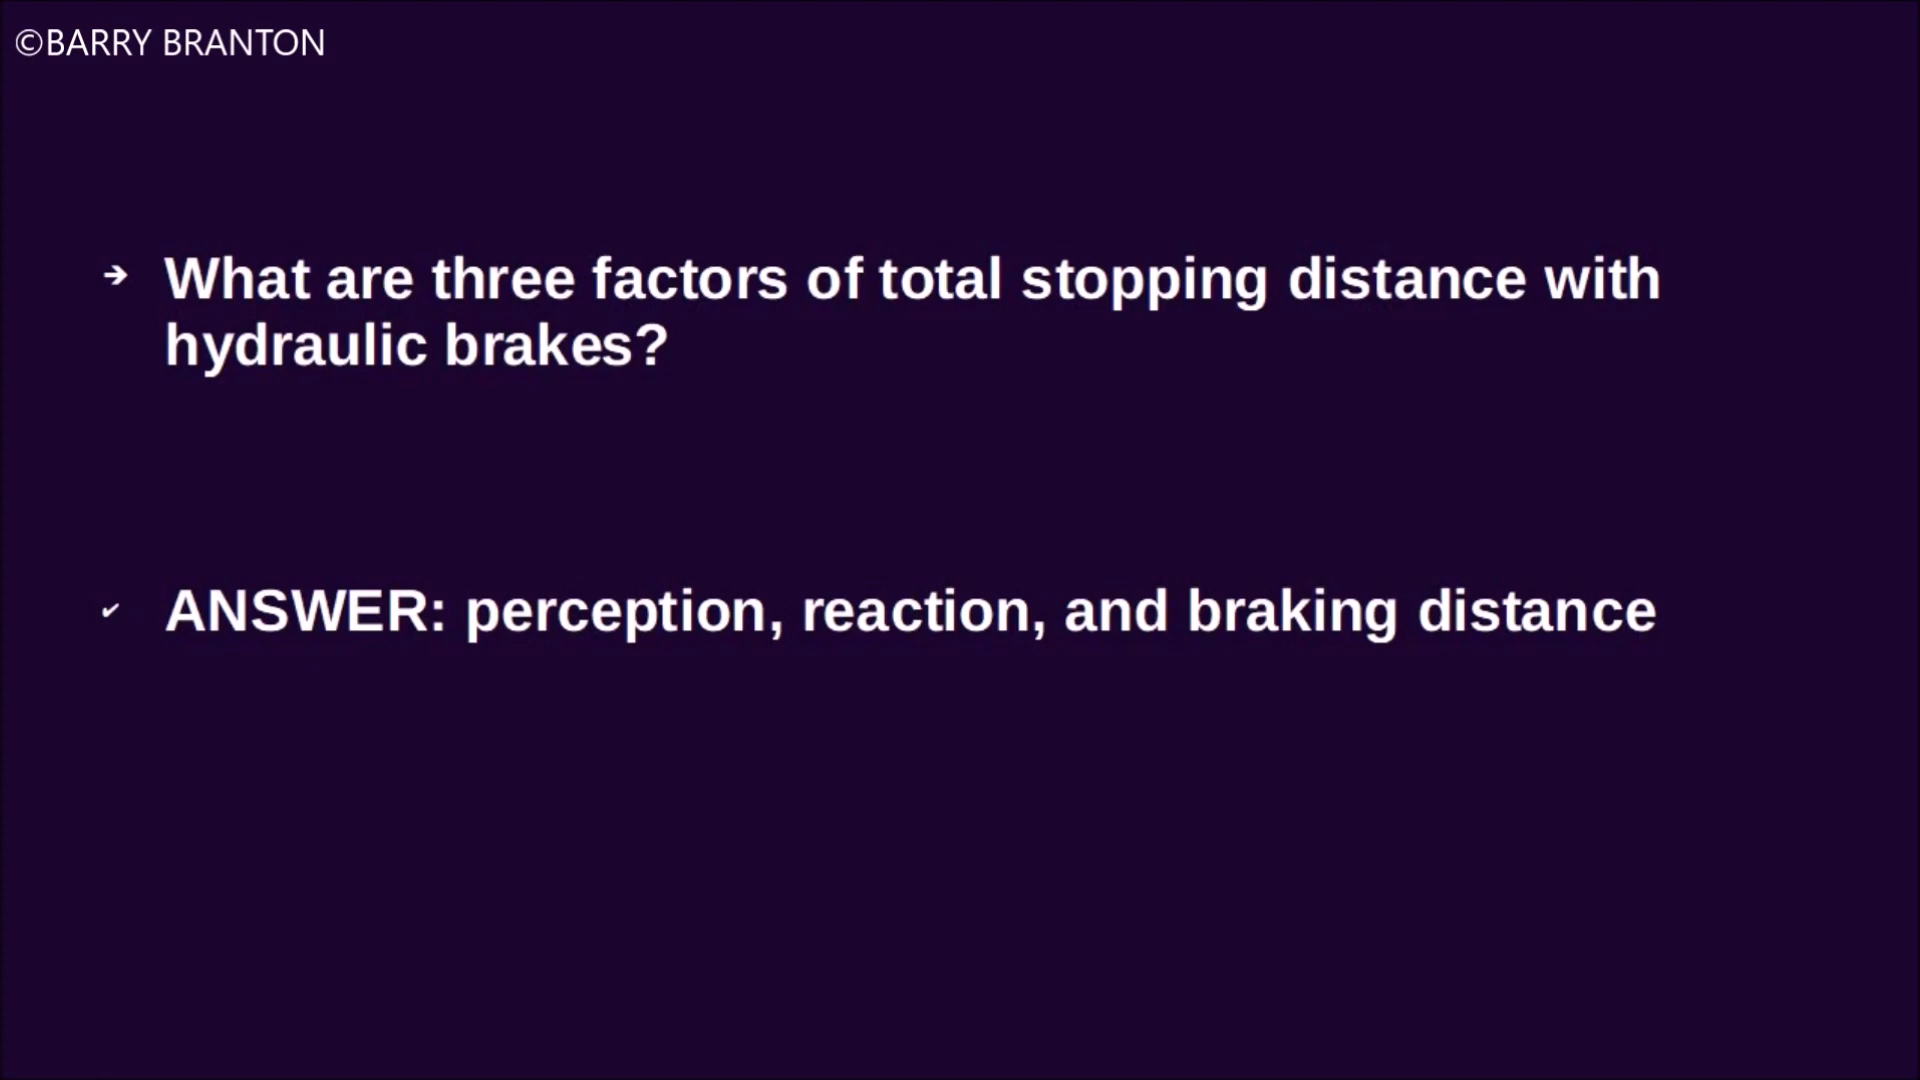 ©BARRY BRANTON
➔ What are three factors of total stopping distance with
hydraulic brakes?
✔ ANSWER: perception, reaction, and braking distance